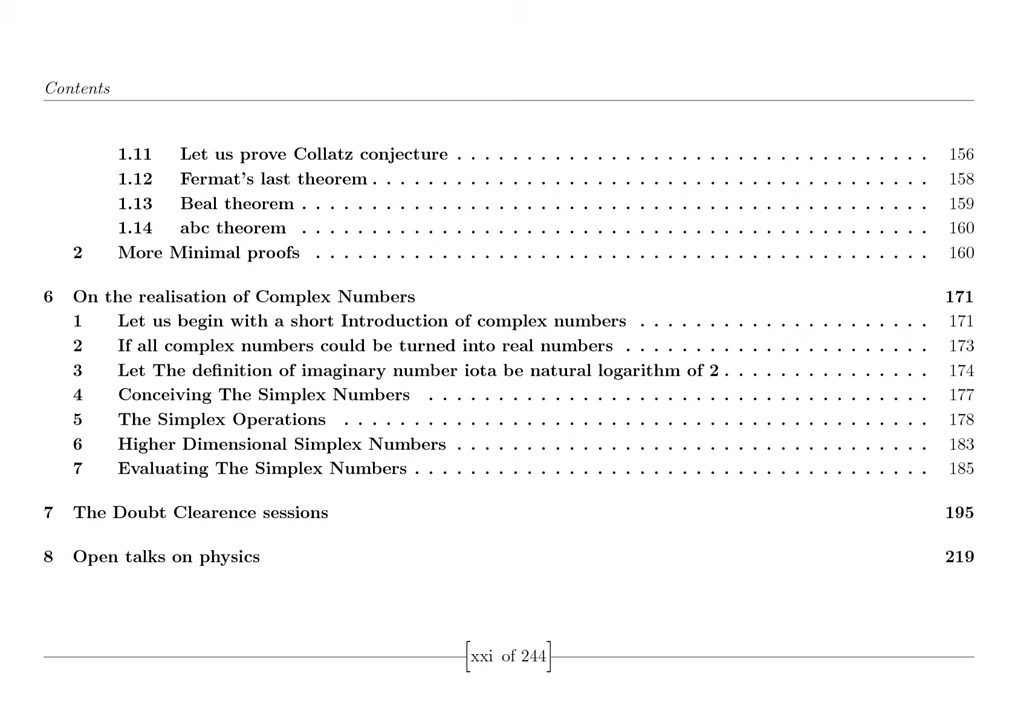 Contents
1.11 Let us prove Collatz conjecture . . . . . . . . . . . . . . . . . . . . . . . . . . . . . . . . . . 156
1.12 Fermat's last theorem . . . . . . . . . . . . . . . . . . . . . . . . . . . . . . . . . . . . . . . . 158
1.13 Beal theorem . . . . . . . . . . . . . . . . . . . . . . . . . . . . . . . . . . . . . . . . . . . . . 159
1.14 abc theorem . . . . . . . . . . . . . . . . . . . . . . . . . . . . . . . . . . . . . . . . . . . . . 160
2 More Minimal proofs . . . . . . . . . . . . . . . . . . . . . . . . . . . . . . . . . . . . . . . . . . . . 160
6 On the realisation of Complex Numbers 171
1 Let us begin with a short Introduction of complex numbers . . . . . . . . . . . . . . . . . . . . . 171
2 If all complex numbers could be turned into real numbers . . . . . . . . . . . . . . . . . . . . . . 173
3 Let The definition of imaginary number iota be natural logarithm of 2 . . . . . . . . . . . . . . . 174
4 Conceiving The Simplex Numbers . . . . . . . . . . . . . . . . . . . . . . . . . . . . . . . . . . . . 177
5 The Simplex Operations . . . . . . . . . . . . . . . . . . . . . . . . . . . . . . . . . . . . . . . . . . 178
6 Higher Dimensional Simplex Numbers . . . . . . . . . . . . . . . . . . . . . . . . . . . . . . . . . . 183
7 Evaluating The Simplex Numbers . . . . . . . . . . . . . . . . . . . . . . . . . . . . . . . . . . . . . 185
7 The Doubt Clearence sessions 195
8 Open talks on physics 219
[xxi of 244]